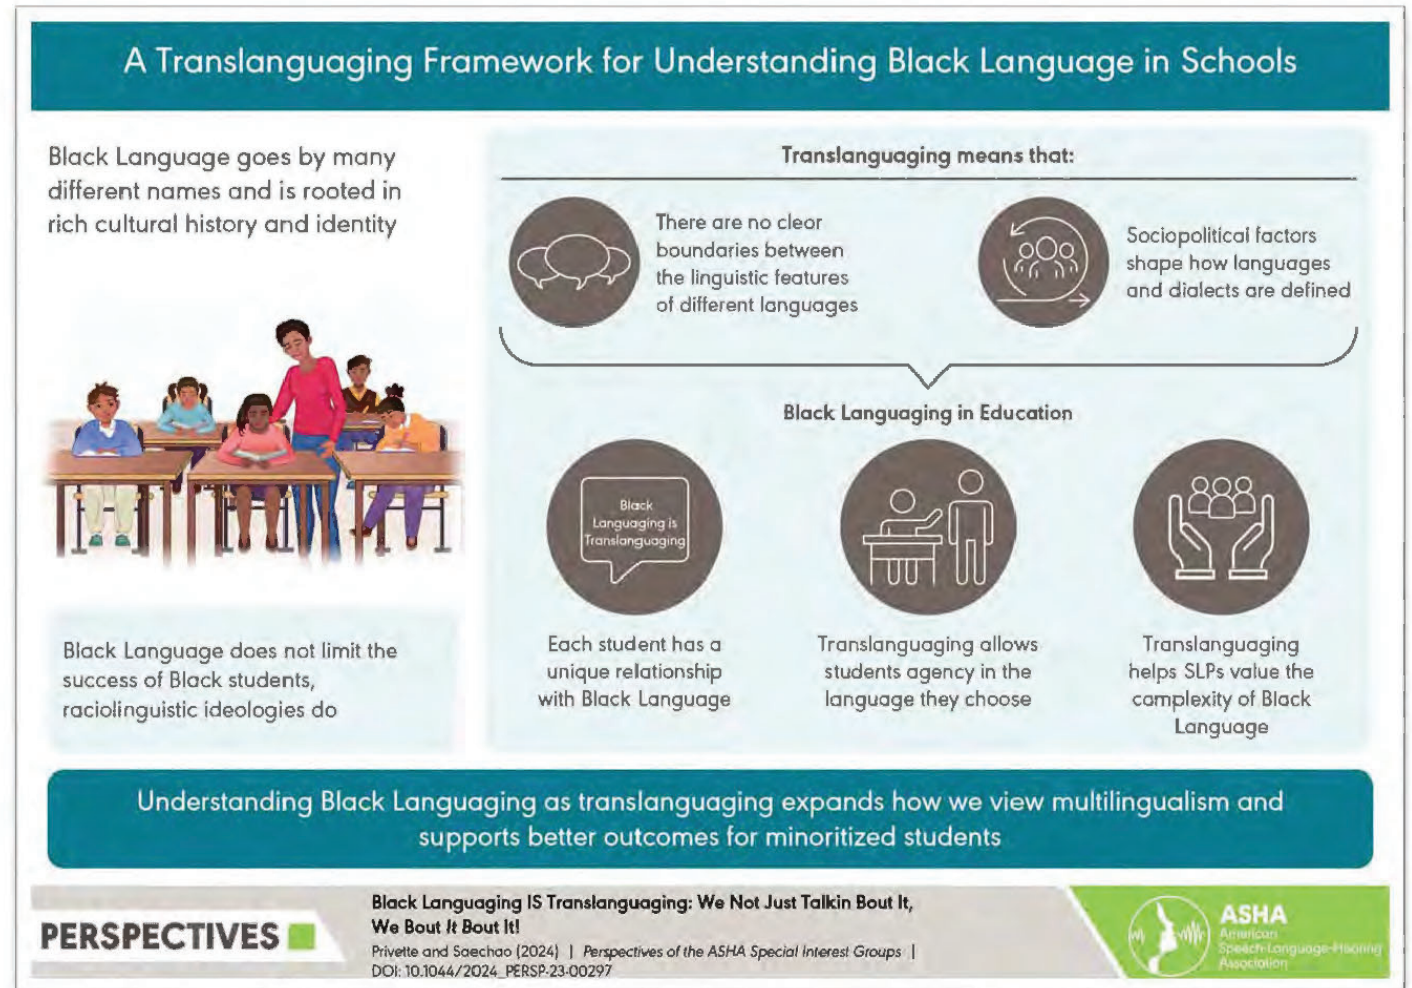 A Translanguaging Framework for Understanding Black Language in Schools
Black Language goes by many
different names and is rooted in
rich cultural history and identity
Black Language does not limit the
success of Black students,
raciolinguistic ideologies do
Translanguaging means that:
There are no clear
boundaries between
the linguistic features
of different languages
Sociopolitical factors
shape how languages
and dialects are defined
Black Languaging in Education
Black
Languaging is
Translanguaging
Each student has a
unique relationship
with Black Language
Translanguaging allows
students agency in the
language they choose
Translanguaging
helps SLPs value the
complexity of Black
Language
Understanding Black Languaging as translanguaging expands how we view multilingualism and
supports better outcomes for minoritized students
PERSPECTIVES
Black Languaging IS Translanguaging: We Not Just Talkin Bout It,
We Bout It Bout It!
Privette and Saechao (2024) | Perspectives of the ASHA Special Interest Groups |
DOI: 10.1044/2024_PERSP-23-00297
ASHA
American
Speech-Language-Hearing
Association